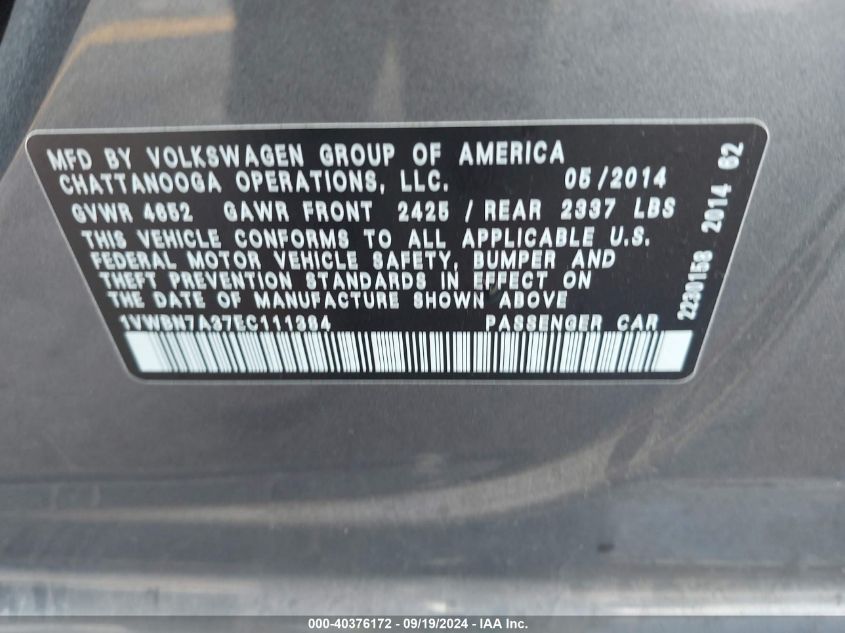 MFD BY VOLKSWAGEN GROUP OF AMERICA
CHATTANOOGA OPERATIONS, LLC. 05/2014
GVWR 4652 GAWR FRONT 2425 / REAR 2337 LBS
THIS VEHICLE CONFORMS TO ALL APPLICABLE U.S.
FEDERAL MOTOR VEHICLE SAFETY, BUMPER AND
THEFT PREVENTION STANDARDS IN EFFECT ON
THE DATE OF MANUFACTURE SHOWN ABOVE
1VWBN7A37EC111384 PASSENGER CAR
2230158 2014 62
000-40376172 - 09/19/2024 - IAA Inc.